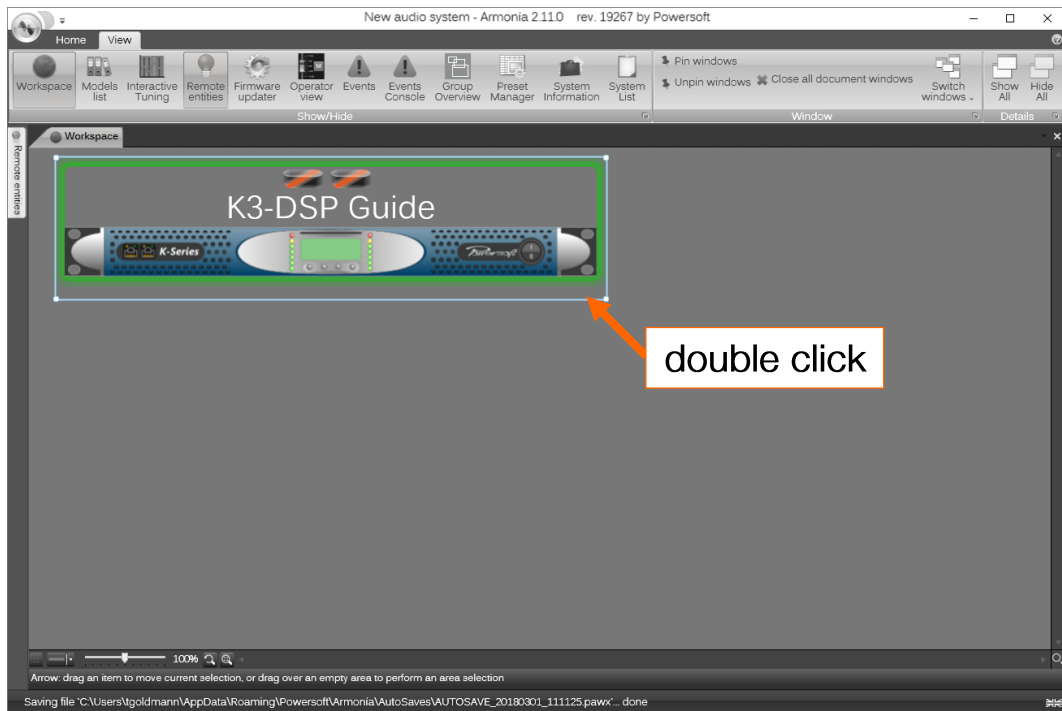 New audio system - Armonía 2.11.0 rev. 19267 by Powersoft
Home View
Workspace Models list Interactive Tuning Remote entities Firmware updater Operator view Events Events Console Group Overview Preset Manager System Information System List
Pin windows
Unpin windows Close all document windows
Switch windows
Show All Hide All
Show/Hide Window Details
Remote entities
Workspace
K3-DSP Guide
K-Series
Powersoft
double click
100%
Arrow: drag an item to move current selection, or drag over an empty area to perform an area selection
Saving file 'C:\Users\tgoldmann\AppData\Roaming\Powersoft\Armonía\AutoSaves\AUTOSAVE_20180301_111125.pawx'... done